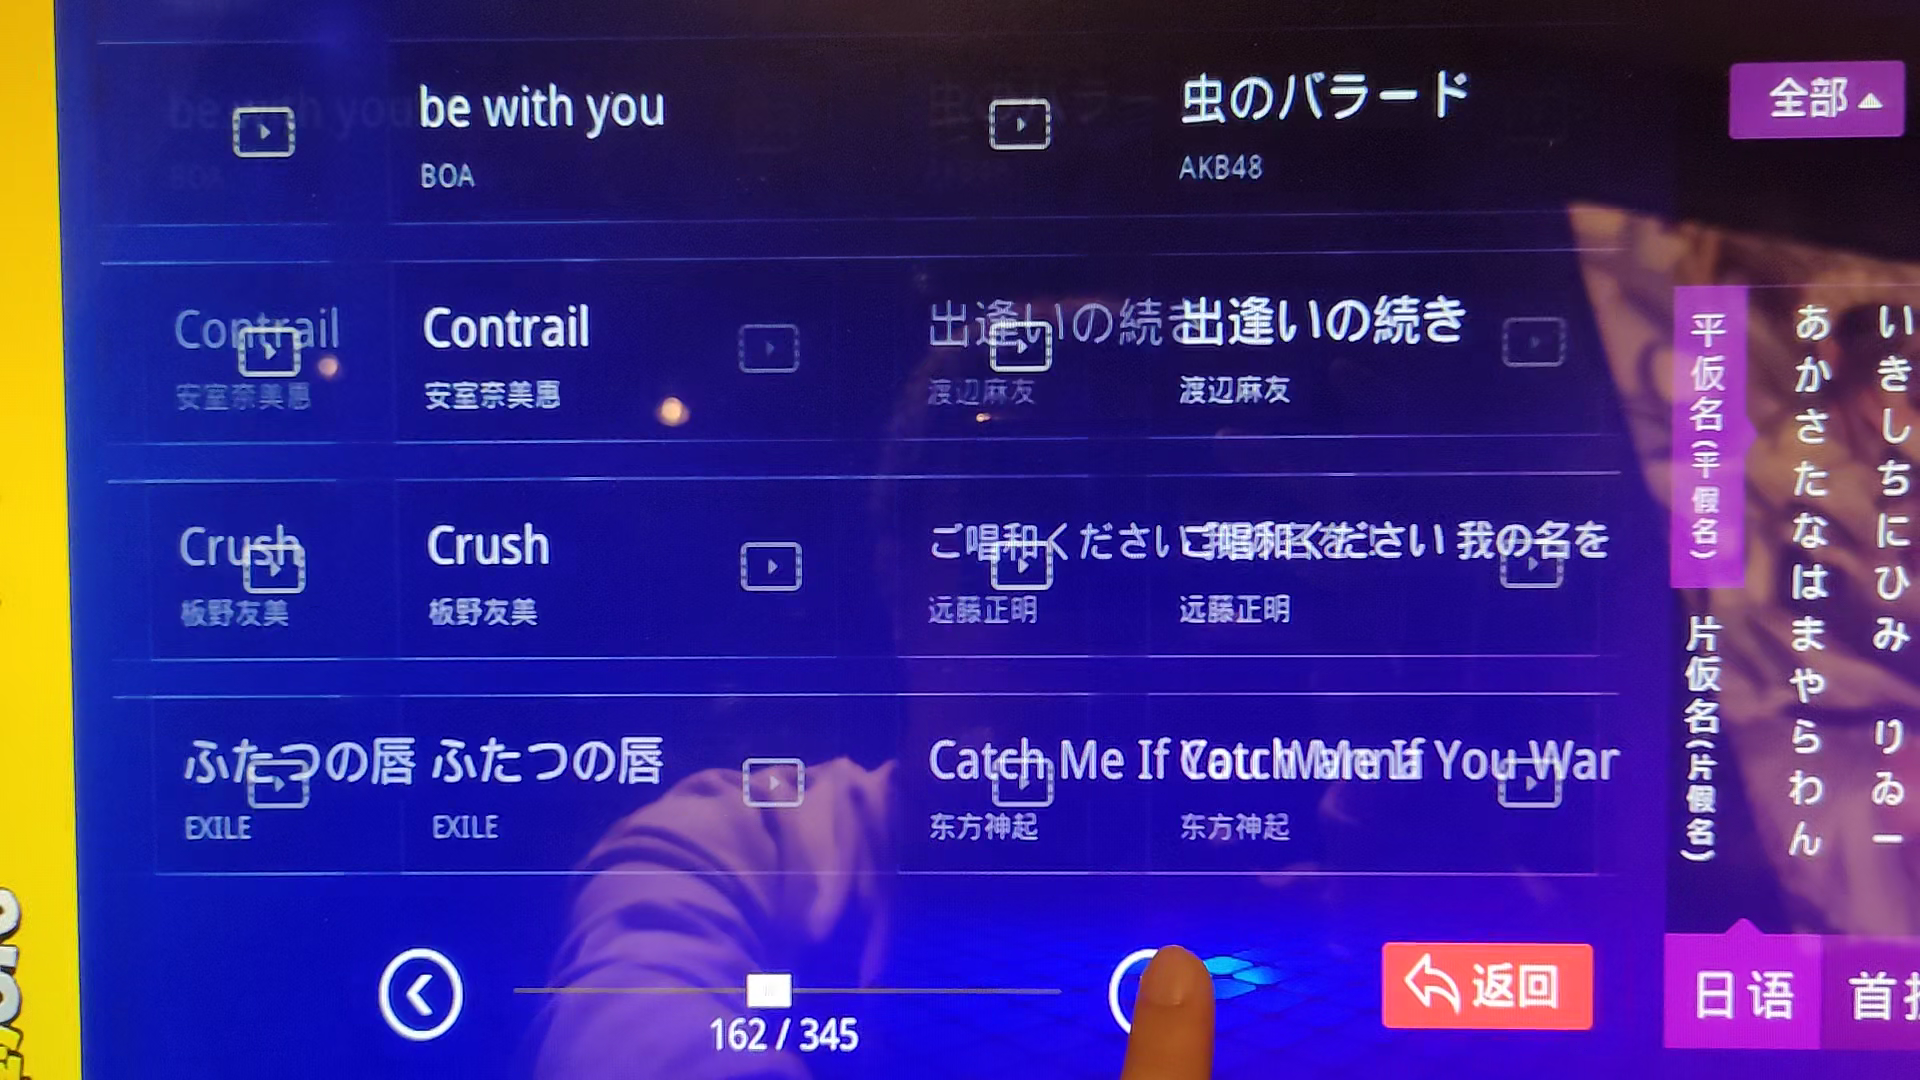 be with you
BOA
虫のバラード
AKB48
全部
Contrail
安室奈美恵
出逢いの続き
渡辺麻友
Crush
板野友美
ご唱和ください 我の名を
远藤正明
ふたつの唇
EXILE
Catch Me If You Wanna
东方神起
平仮名(平假名)
片仮名(片假名)
あかさたなはまやらわん
いきしちにひみ りゐー
162 / 345
返回
日语
首